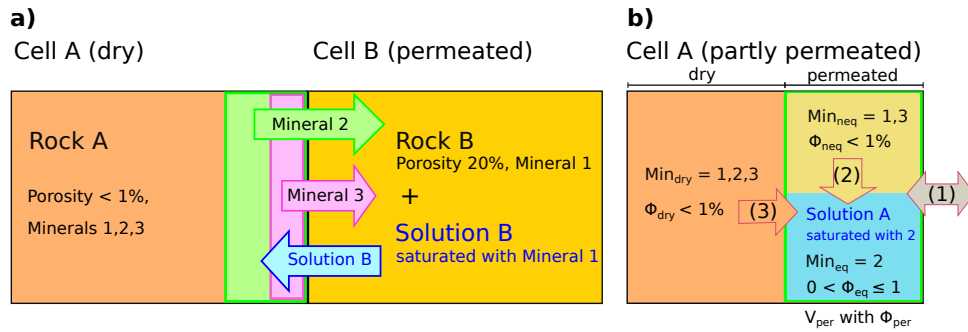 a)
Cell A (dry)
Cell B (permeated)
Rock A
Porosity < 1%,
Minerals 1,2,3
Mineral 2
Mineral 3
Solution B
Rock B
Porosity 20%, Mineral 1
+
Solution B
saturated with Mineral 1
b)
Cell A (partly permeated)
dry
permeated
Min_dry = 1,2,3
Φ_dry < 1%
(3)
Min_neq = 1,3
Φ_neq < 1%
(2)
(1)
Solution A
saturated with 2
Min_eq = 2
0 < Φ_eq ≤ 1
V_per with Φ_per